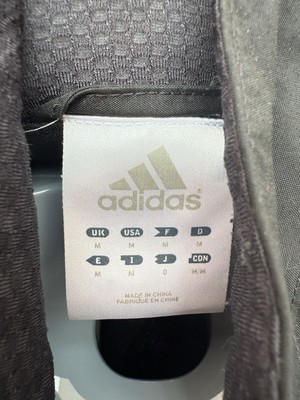 adidas
UK USA F D
M M M M
E I J CDN
M M O M/M
MADE IN CHINA
FABRIQUÉ EN CHINE